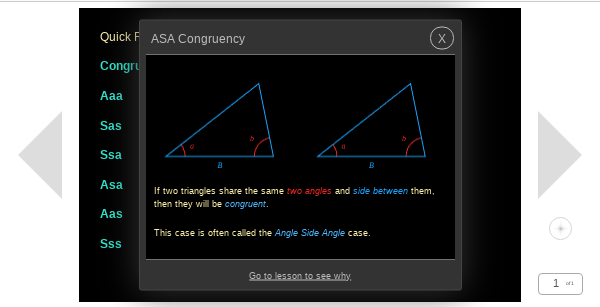 Quick
ASA Congruency
X
Congru
Aaa
Sas
Ssa
Asa
Aas
Sss
a
b
B
a
b
B
If two triangles share the same two angles and side between them,
then they will be congruent.
This case is often called the Angle Side Angle case.
Go to lesson to see why
1 of 1